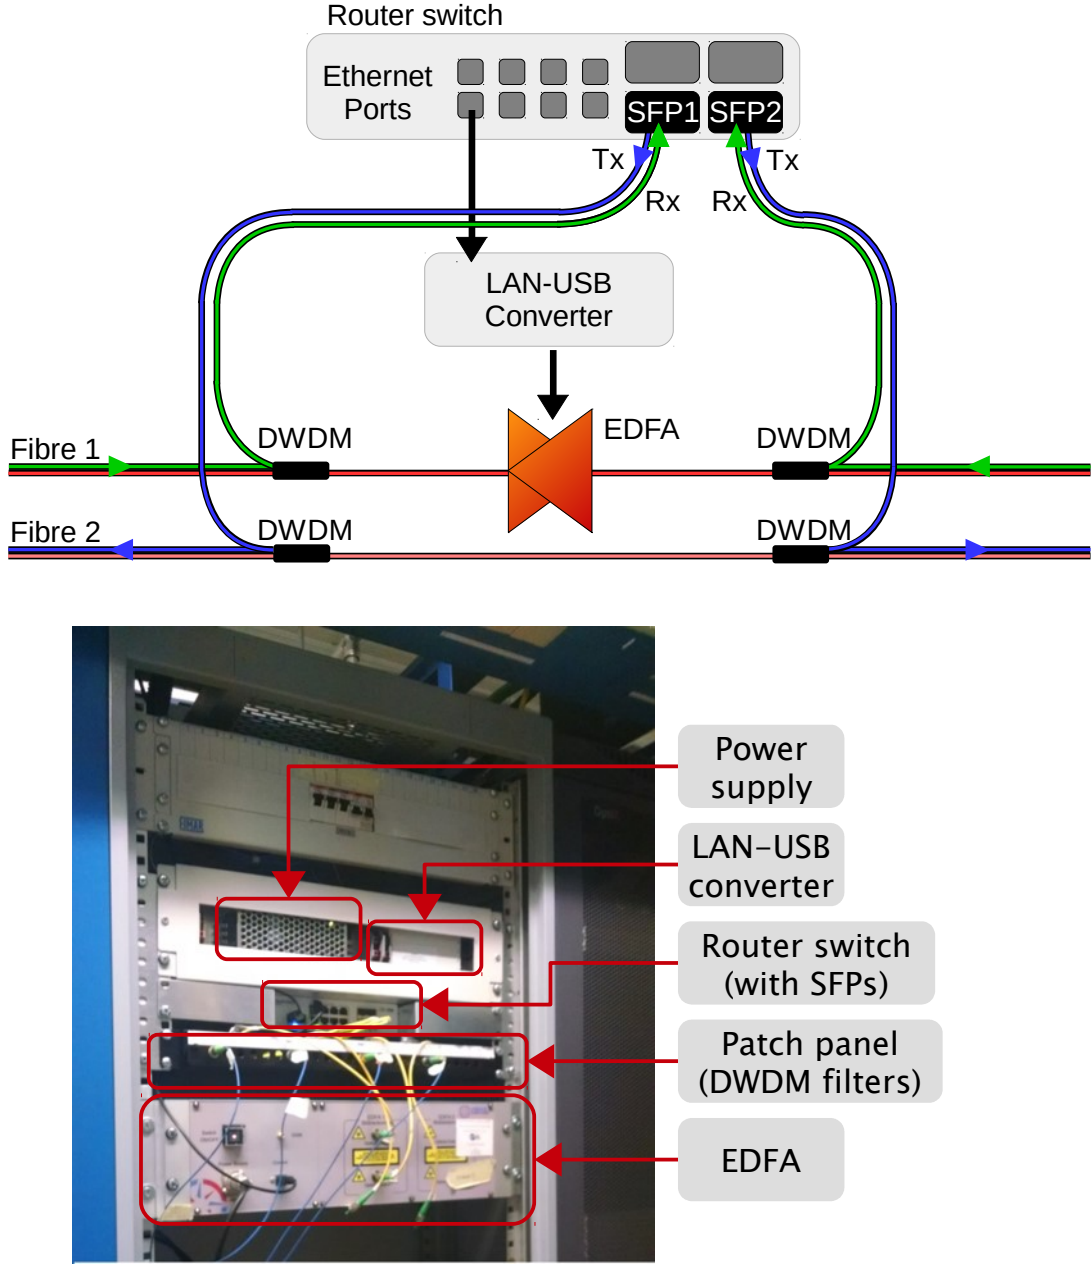 Router switch
Ethernet
Ports
SFP1
SFP2
Tx
Tx
Rx
Rx
LAN-USB
Converter
EDFA
Fibre 1
DWDM
DWDM
Fibre 2
DWDM
DWDM
Power
supply
LAN-USB
converter
Router switch
(with SFPs)
Patch panel
(DWDM filters)
EDFA